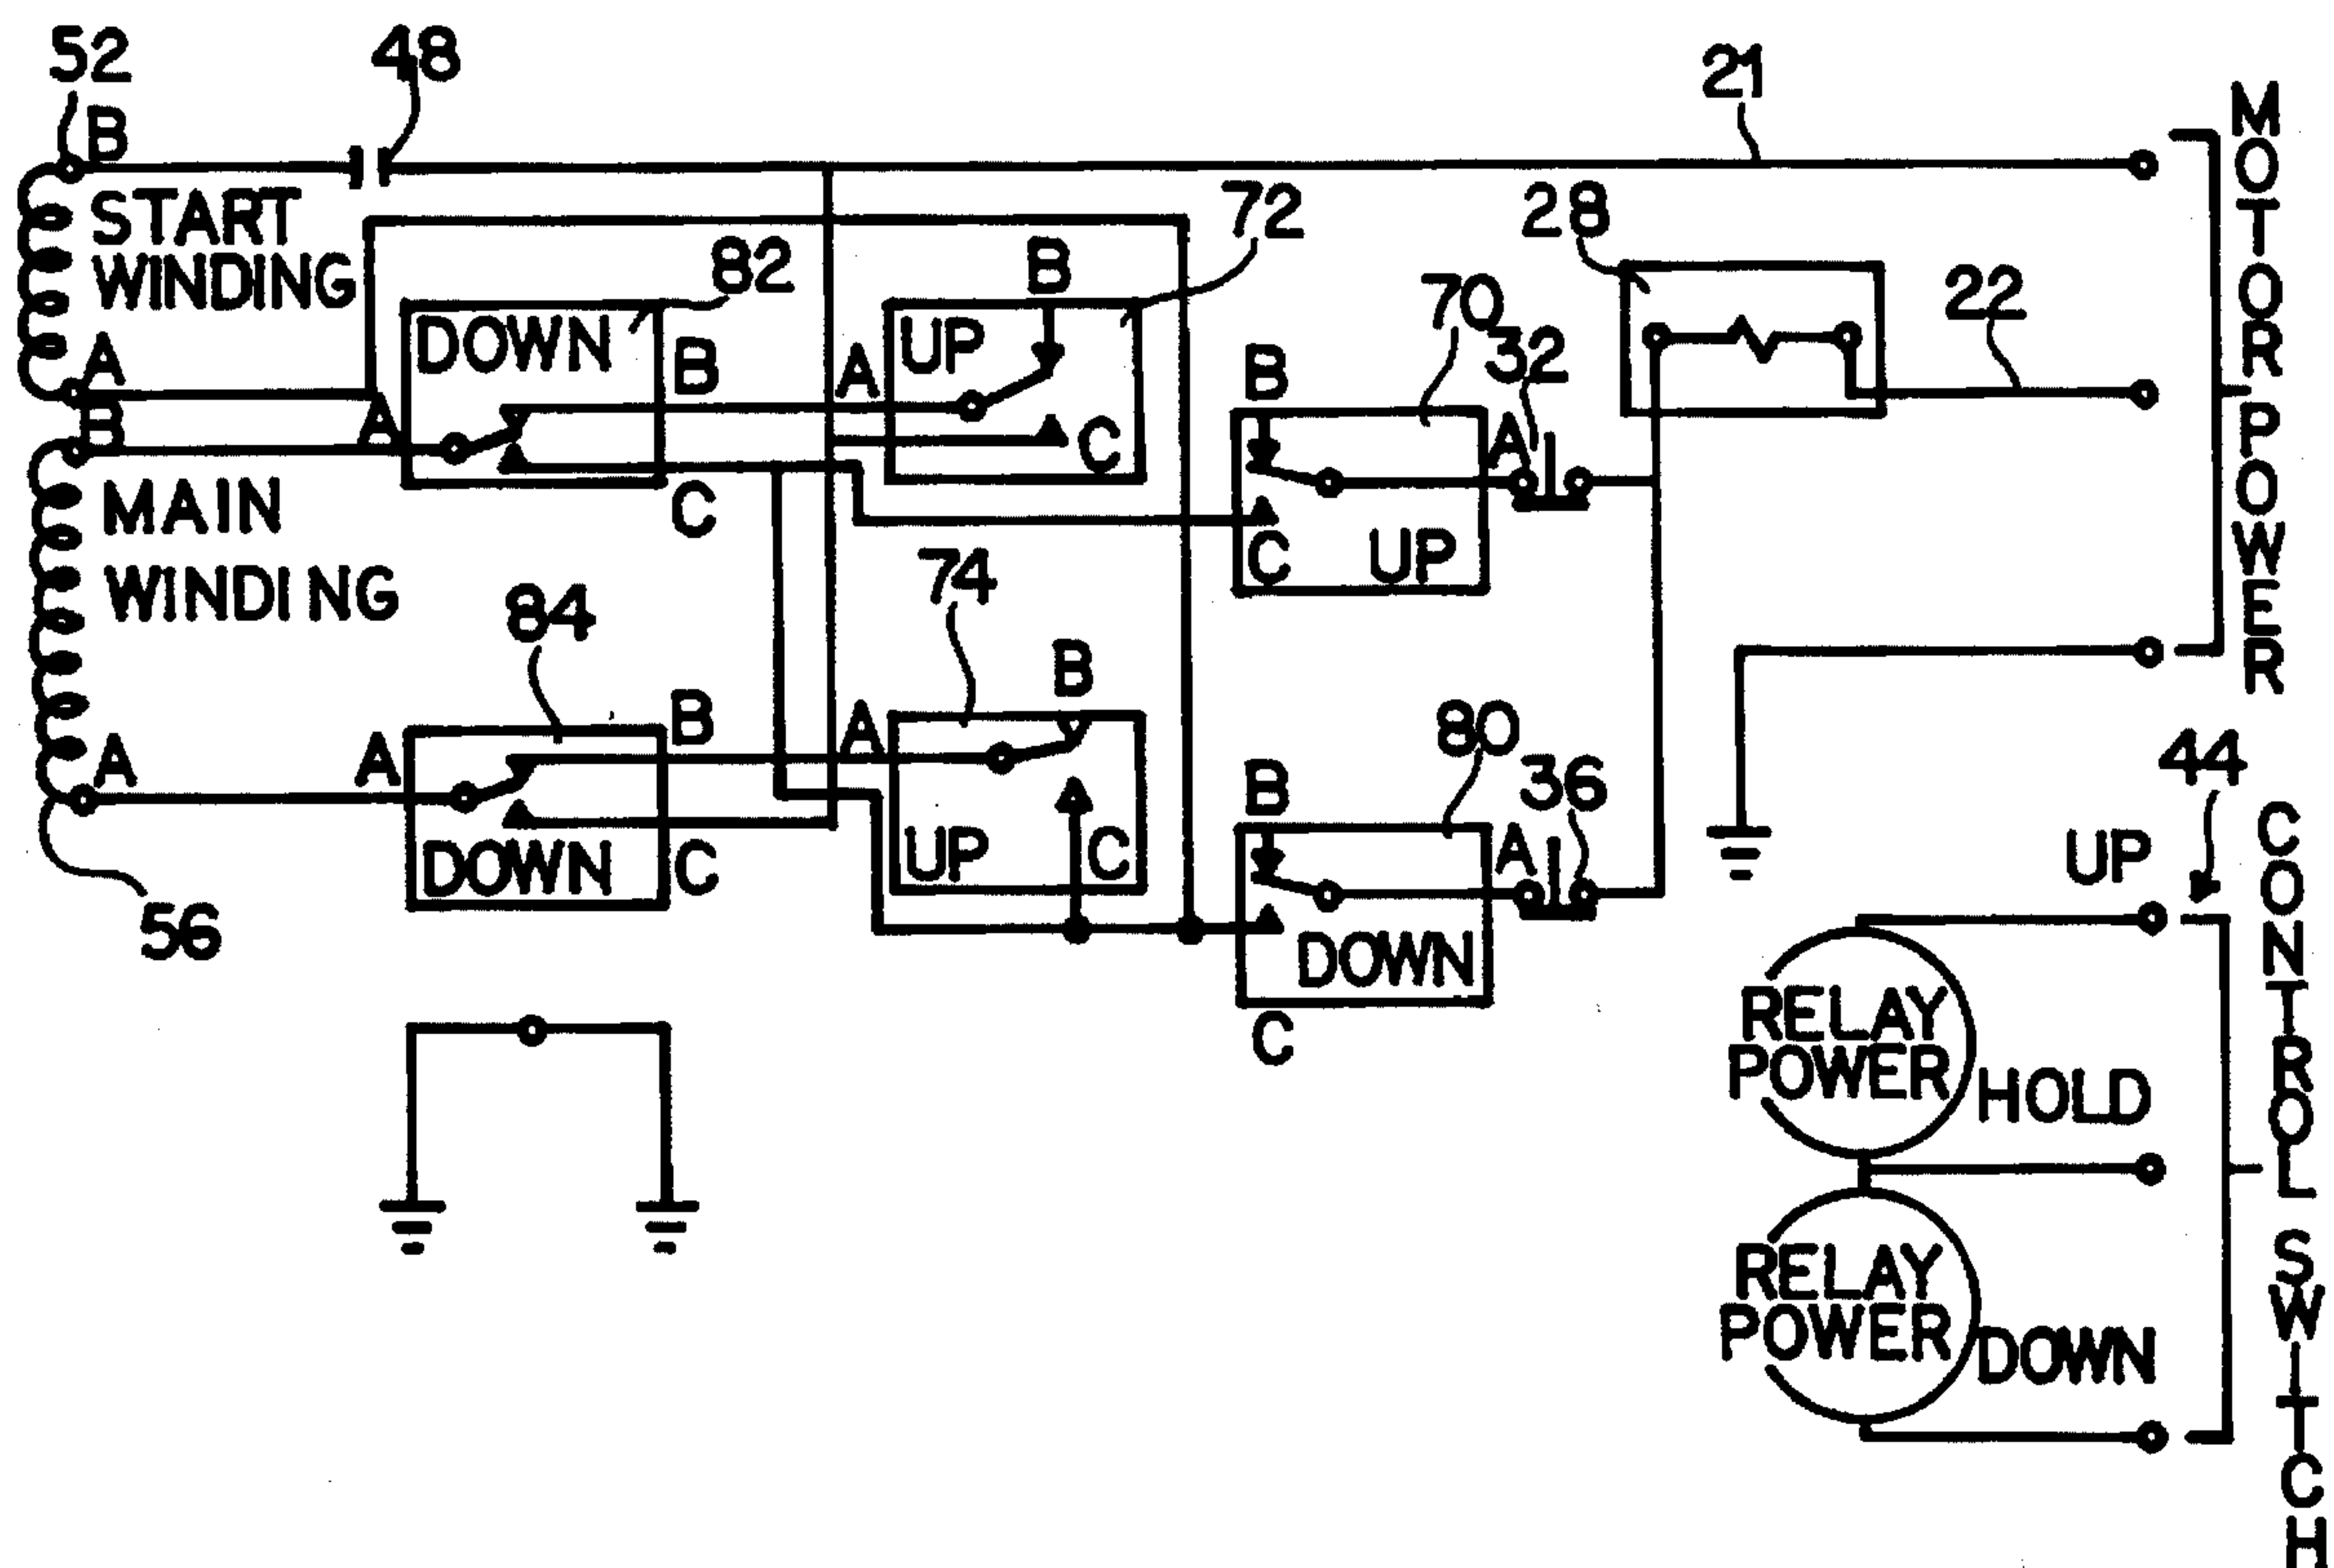 52
48
21
MOTOR POWER
B
START
WINDING
72
28
82
B
70
22
DOWN
UP
32
A
B
A
B
B
A
A
C
MAIN
C
WINDING
C
UP
74
84
B
80
44
B
A
A
A
B
36
CONTROL SWITCH
A
UP
UP
C
DOWN
C
56
DOWN
RELAY
POWER
C
HOLD
RELAY
POWER
DOWN